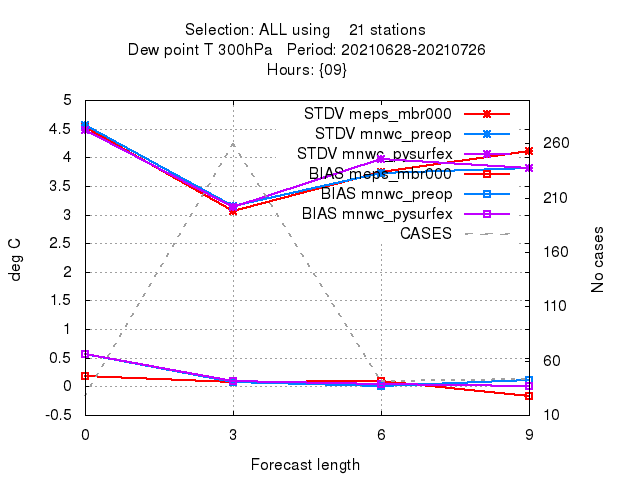 Selection: ALL using 21 stations
Dew point T 300hPa Period: 20210628-20210726
Hours: {09}
STDV meps_mbr000
STDV mnwc_preop
STDV mnwc_pysurfex
BIAS meps_mbr000
BIAS mnwc_preop
BIAS mnwc_pysurfex
CASES
5
4.5
4
3.5
3
2.5
2
1.5
1
0.5
0
-0.5
deg C
260
210
160
110
60
10
No cases
0 3 6 9
Forecast length